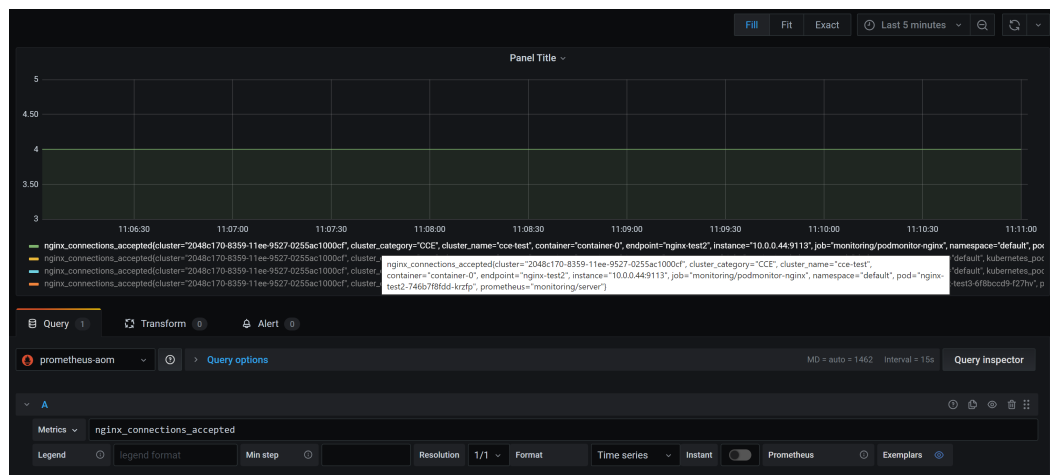 Fill Fit Exact Last 5 minutes
Panel Title
5
4.50
4
3.50
3
11:06:30 11:07:00 11:07:30 11:08:00 11:08:30 11:09:00 11:09:30 11:10:00 11:10:30 11:11:00
nginx_connections_accepted{cluster="2048c170-8359-11ee-9527-0255ac1000cf", cluster_category="CCE", cluster_name="cce-test", container="container-0", endpoint="nginx-test2", instance="10.0.0.44:9113", job="monitoring/podmonitor-nginx", namespace="default", pod
nginx_connections_accepted{cluster="2048c170-8359-11ee-9527-0255ac1000cf", cluster_ "default", kubernetes_poc
nginx_connections_accepted{cluster="2048c170-8359-11ee-9527-0255ac1000cf", cluster_ "default", kubernetes_poc
nginx_connections_accepted{cluster="2048c170-8359-11ee-9527-0255ac1000cf", cluster_ -test3-6f8bccd9-f27hv", p
nginx_connections_accepted{cluster="2048c170-8359-11ee-9527-0255ac1000cf", cluster_category="CCE", cluster_name="cce-test",
container="container-0", endpoint="nginx-test2", instance="10.0.0.44:9113", job="monitoring/podmonitor-nginx", namespace="default", pod="nginx-
test2-746b7f8fdd-krzfp", prometheus="monitoring/server"}
Query 1 Transform 0 Alert 0
prometheus-aom Query options MD = auto = 1462 Interval = 15s Query inspector
A
Metrics nginx_connections_accepted
Legend legend format Min step Resolution 1/1 Format Time series Instant Prometheus Exemplars